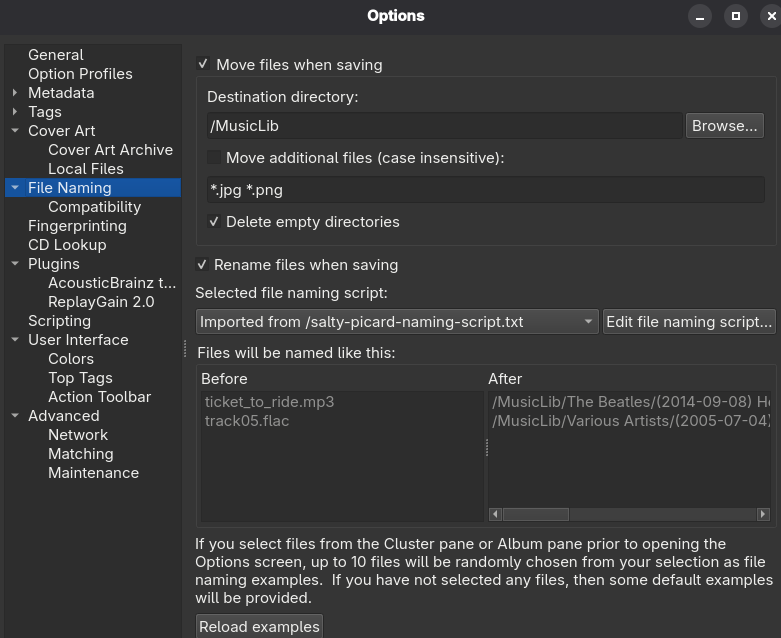 Options
General
Option Profiles
Metadata
Tags
Cover Art
Cover Art Archive
Local Files
File Naming
Compatibility
Fingerprinting
CD Lookup
Plugins
AcousticBrainz t...
ReplayGain 2.0
Scripting
User Interface
Colors
Top Tags
Action Toolbar
Advanced
Network
Matching
Maintenance
Move files when saving
Destination directory:
/MusicLib
Browse...
Move additional files (case insensitive):
*.jpg *.png
Delete empty directories
Rename files when saving
Selected file naming script:
Imported from /salty-picard-naming-script.txt
Edit file naming script...
Files will be named like this:
Before
ticket_to_ride.mp3
track05.flac
After
/MusicLib/The Beatles/(2014-09-08) He
/MusicLib/Various Artists/(2005-07-04)
If you select files from the Cluster pane or Album pane prior to opening the
Options screen, up to 10 files will be randomly chosen from your selection as file
naming examples.  If you have not selected any files, then some default examples
will be provided.
Reload examples